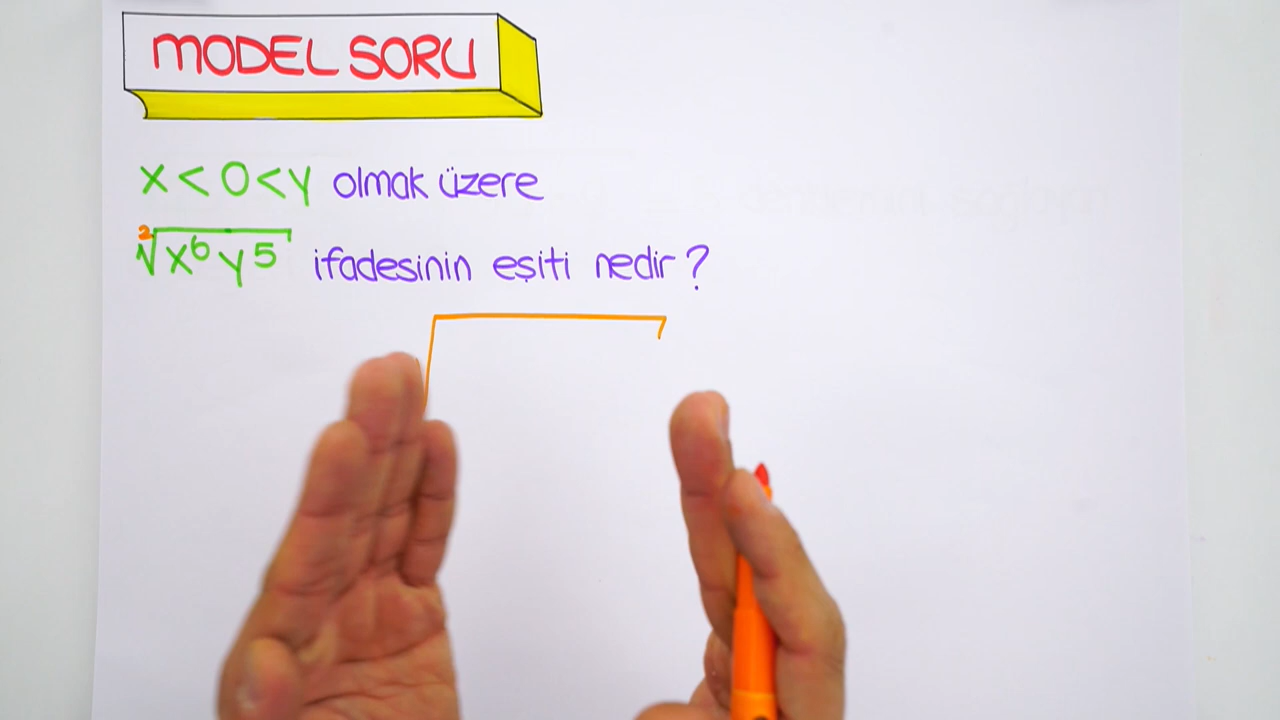 MODEL SORU
x < 0 < y olmak üzere
²√x⁶y⁵ ifadesinin eşiti nedir?